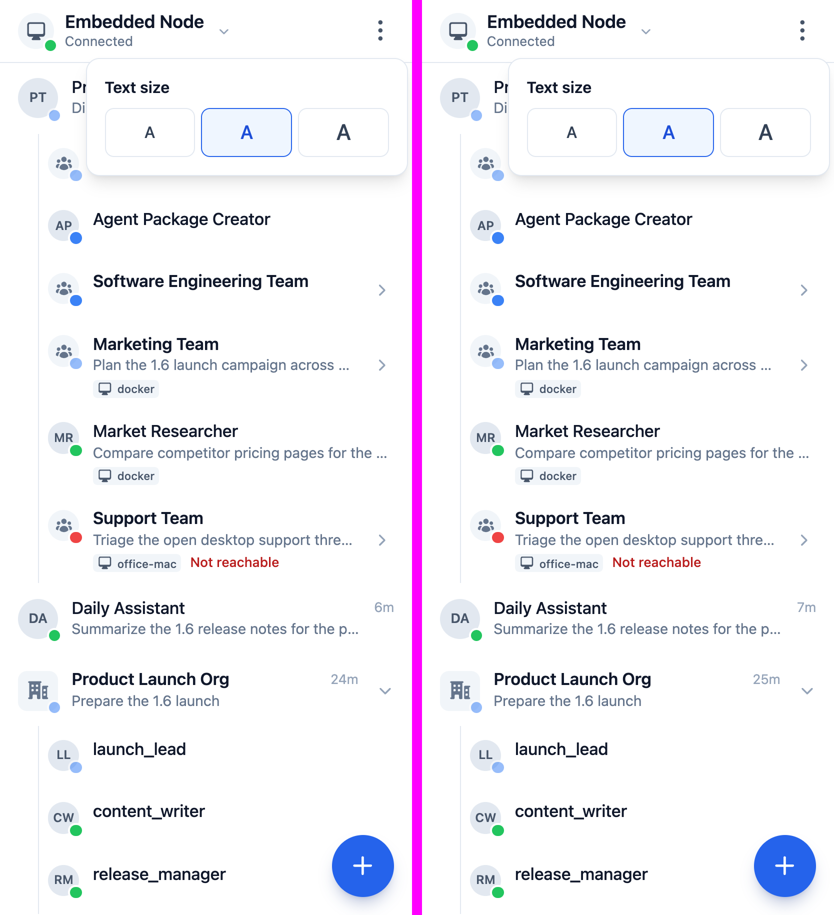 Embedded Node
Connected
Text size
A A A
PT
Pr
Di
AP
Agent Package Creator
Software Engineering Team
Marketing Team
Plan the 1.6 launch campaign across ...
docker
MR
Market Researcher
Compare competitor pricing pages for the ...
docker
Support Team
Triage the open desktop support thre...
office-mac Not reachable
DA
Daily Assistant 6m
Summarize the 1.6 release notes for the p...
Product Launch Org 24m
Prepare the 1.6 launch
LL
launch_lead
CW
content_writer
RM
release_manager
Embedded Node
Connected
Text size
A A A
PT
Pr
Di
AP
Agent Package Creator
Software Engineering Team
Marketing Team
Plan the 1.6 launch campaign across ...
docker
MR
Market Researcher
Compare competitor pricing pages for the ...
docker
Support Team
Triage the open desktop support thre...
office-mac Not reachable
DA
Daily Assistant 7m
Summarize the 1.6 release notes for the p...
Product Launch Org 25m
Prepare the 1.6 launch
LL
launch_lead
CW
content_writer
RM
release_manager